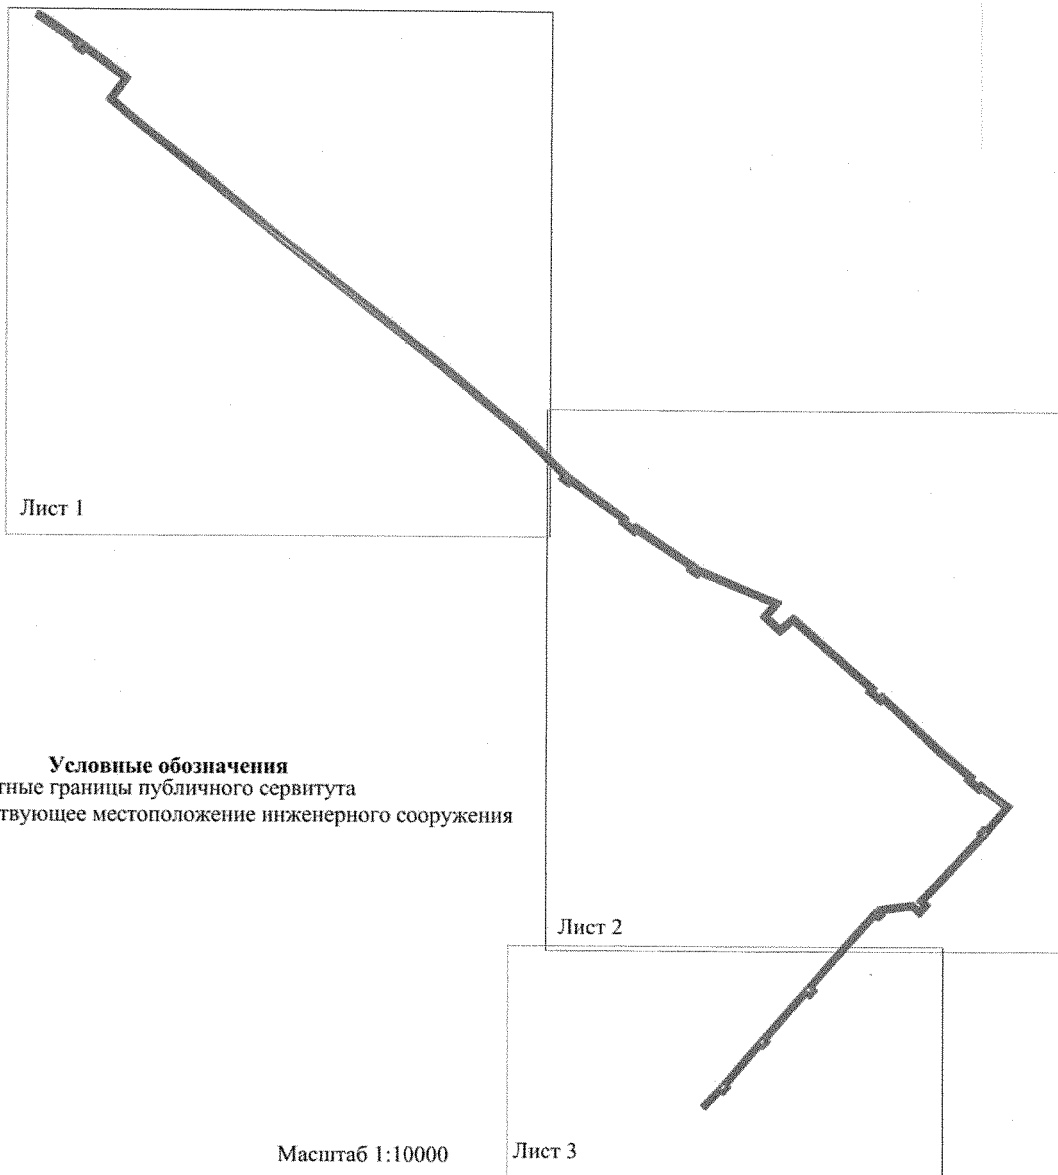 Лист 1
Условные обозначения
тные границы публичного сервитута
твующее местоположение инженерного сооружения
Лист 2
Масштаб 1:10000
Лист 3